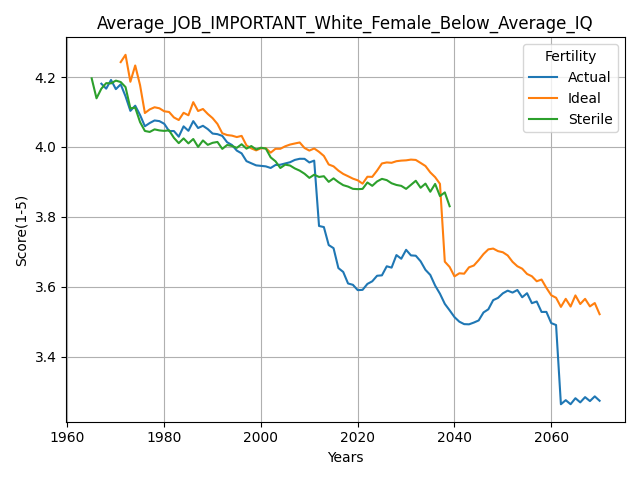 Average_JOB_IMPORTANT_White_Female_Below_Average_IQ
Fertility
Actual
Ideal
Sterile
Score(1-5)
4.2
4.0
3.8
3.6
3.4
1960 1980 2000 2020 2040 2060
Years